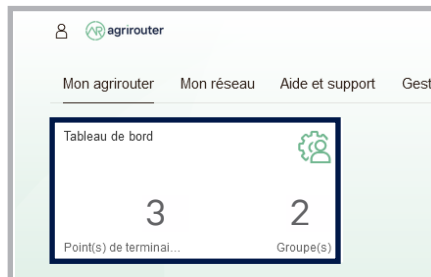 agrirouter
Mon agrirouter Mon réseau Aide et support Gest
Tableau de bord
3 2
Point(s) de terminai... Groupe(s)